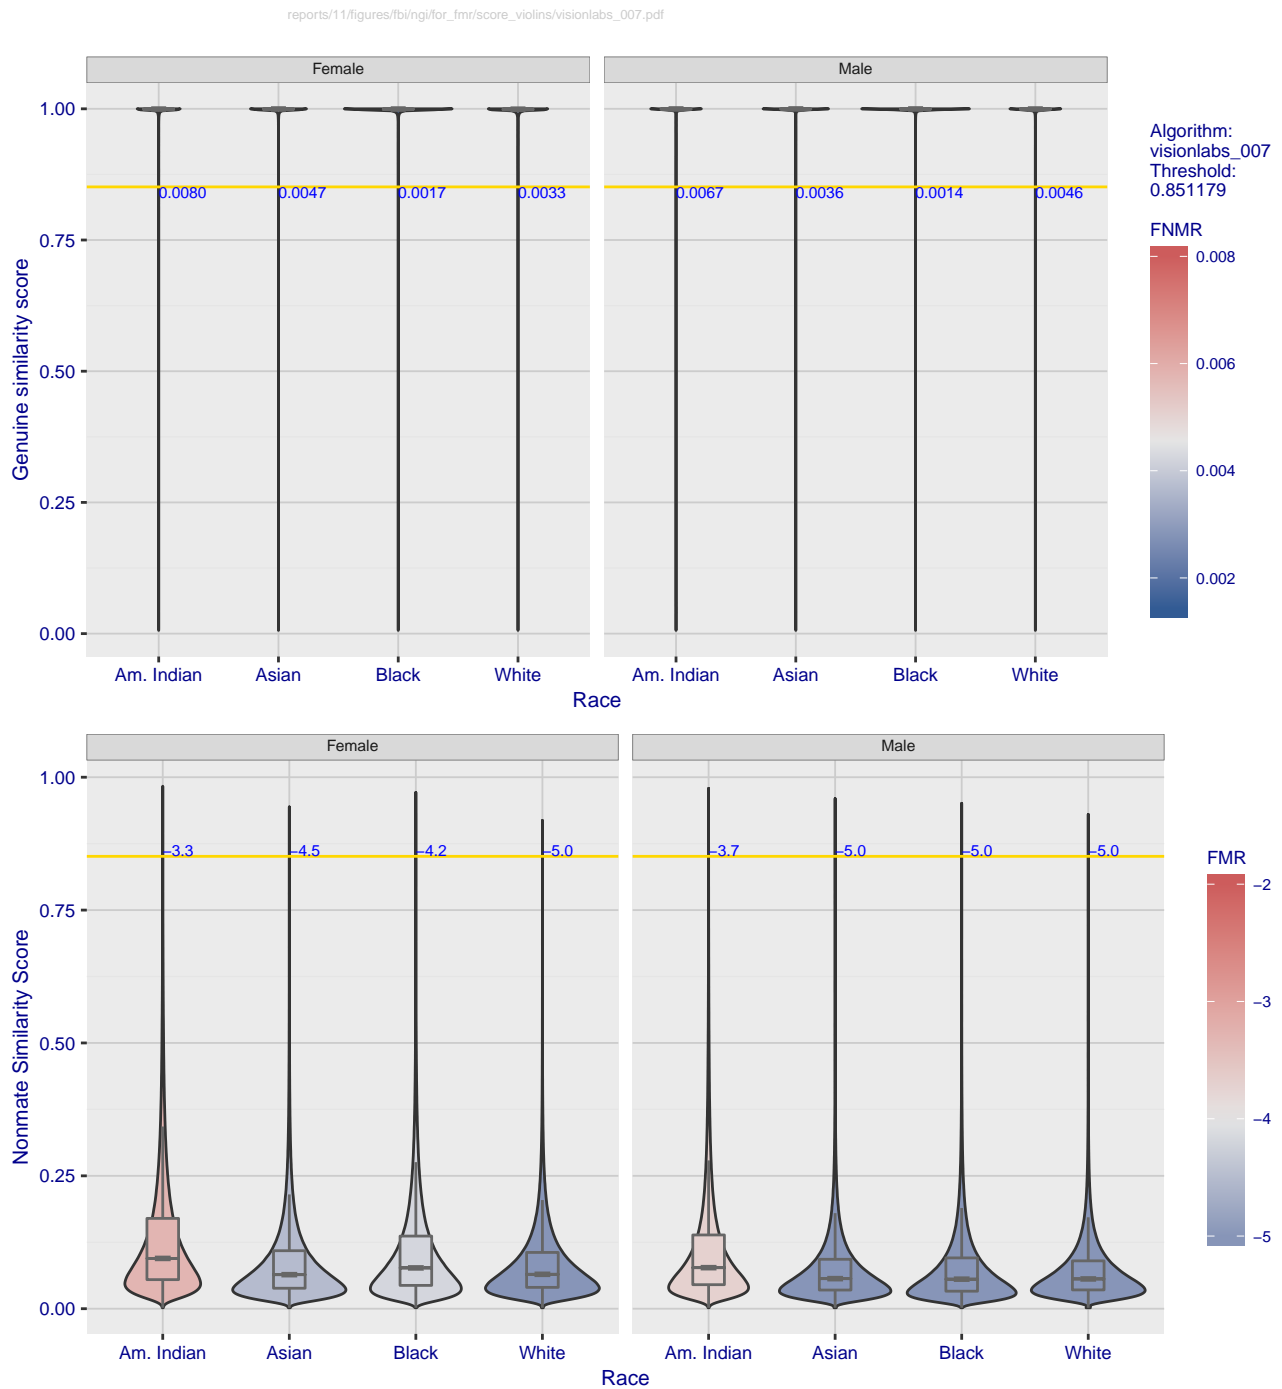 reports/11/figures/fbi/ngi/for_fmr/score_violins/visionlabs_007.pdf
Female
Male
Genuine similarity score
1.00
0.75
0.50
0.25
0.00
0.0080
0.0047
0.0017
0.0033
0.0067
0.0036
0.0014
0.0046
Am. Indian
Asian
Black
White
Am. Indian
Asian
Black
White
Race
Algorithm:
visionlabs_007
Threshold:
0.851179
FNMR
0.008
0.006
0.004
0.002
Female
Male
Nonmate Similarity Score
1.00
0.75
0.50
0.25
0.00
−3.3
−4.5
−4.2
−5.0
−3.7
−5.0
−5.0
−5.0
Am. Indian
Asian
Black
White
Am. Indian
Asian
Black
White
Race
FMR
−2
−3
−4
−5